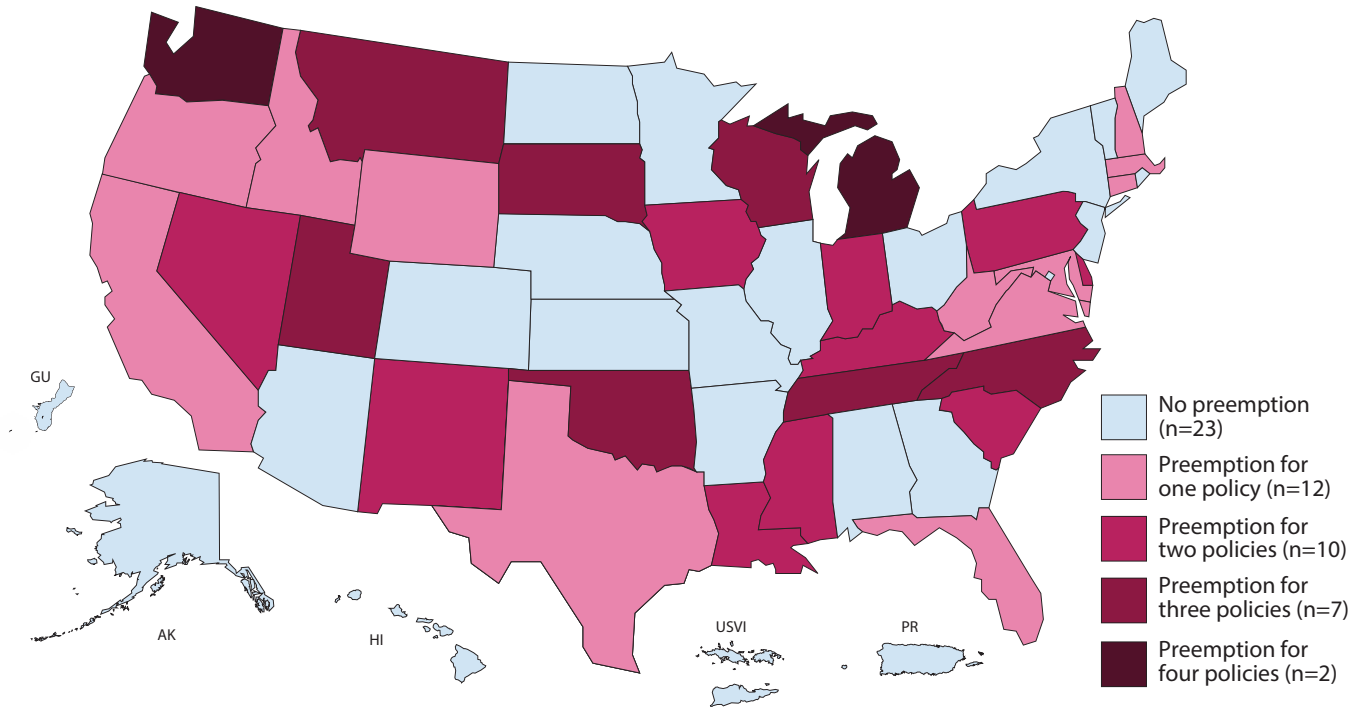 GU
AK
HI
USVI
PR
No preemption
(n=23)
Preemption for
one policy (n=12)
Preemption for
two policies (n=10)
Preemption for
three policies (n=7)
Preemption for
four policies (n=2)